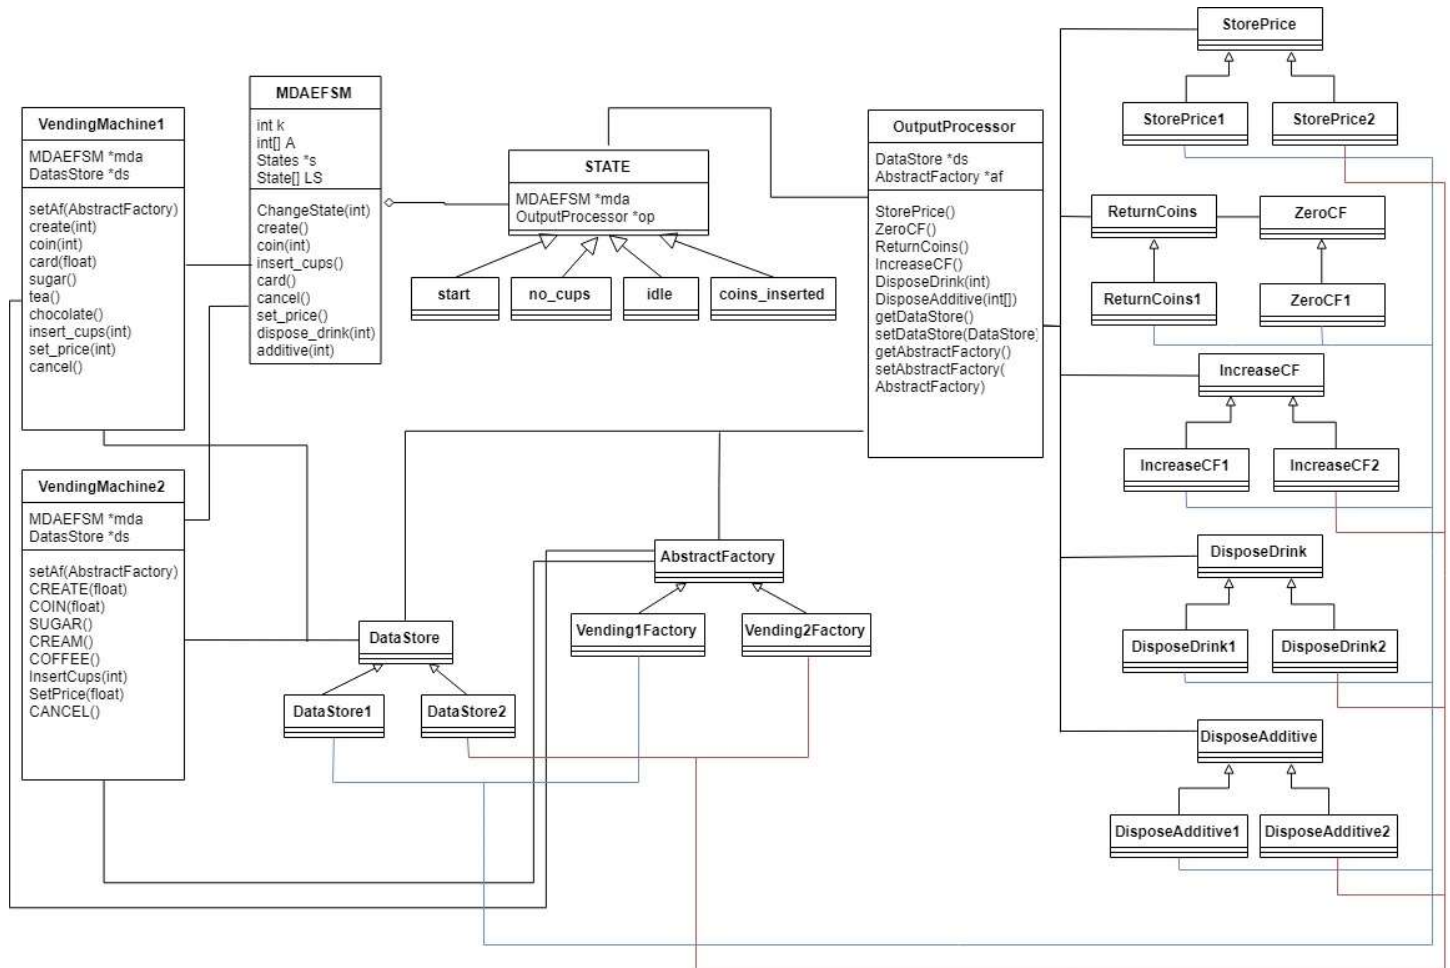 VendingMachine1
MDAEFSM *mda
DatasStore *ds
setAf(AbstractFactory)
create(int)
coin(int)
card(float)
sugar()
tea()
chocolate()
insert_cups(int)
set_price(int)
cancel()
MDAEFSM
int k
int[] A
States *s
State[] LS
ChangeState(int)
create()
coin(int)
insert_cups()
card()
cancel()
set_price()
dispose_drink(int)
additive(int)
STATE
MDAEFSM *mda
OutputProcessor *op
start
no_cups
idle
coins_inserted
OutputProcessor
DataStore *ds
AbstractFactory *af
StorePrice()
ZeroCF()
ReturnCoins()
IncreaseCF()
DisposeDrink(int)
DisposeAdditive(int[])
getDataStore()
setDataStore(DataStore)
getAbstractFactory()
setAbstractFactory(
AbstractFactory)
StorePrice
StorePrice1
StorePrice2
ReturnCoins
ZeroCF
ReturnCoins1
ZeroCF1
IncreaseCF
IncreaseCF1
IncreaseCF2
DisposeDrink
DisposeDrink1
DisposeDrink2
DisposeAdditive
DisposeAdditive1
DisposeAdditive2
VendingMachine2
MDAEFSM *mda
DatasStore *ds
setAf(AbstractFactory)
CREATE(float)
COIN(float)
SUGAR()
CREAM()
COFFEE()
InsertCups(int)
SetPrice(float)
CANCEL()
AbstractFactory
Vending1Factory
Vending2Factory
DataStore
DataStore1
DataStore2